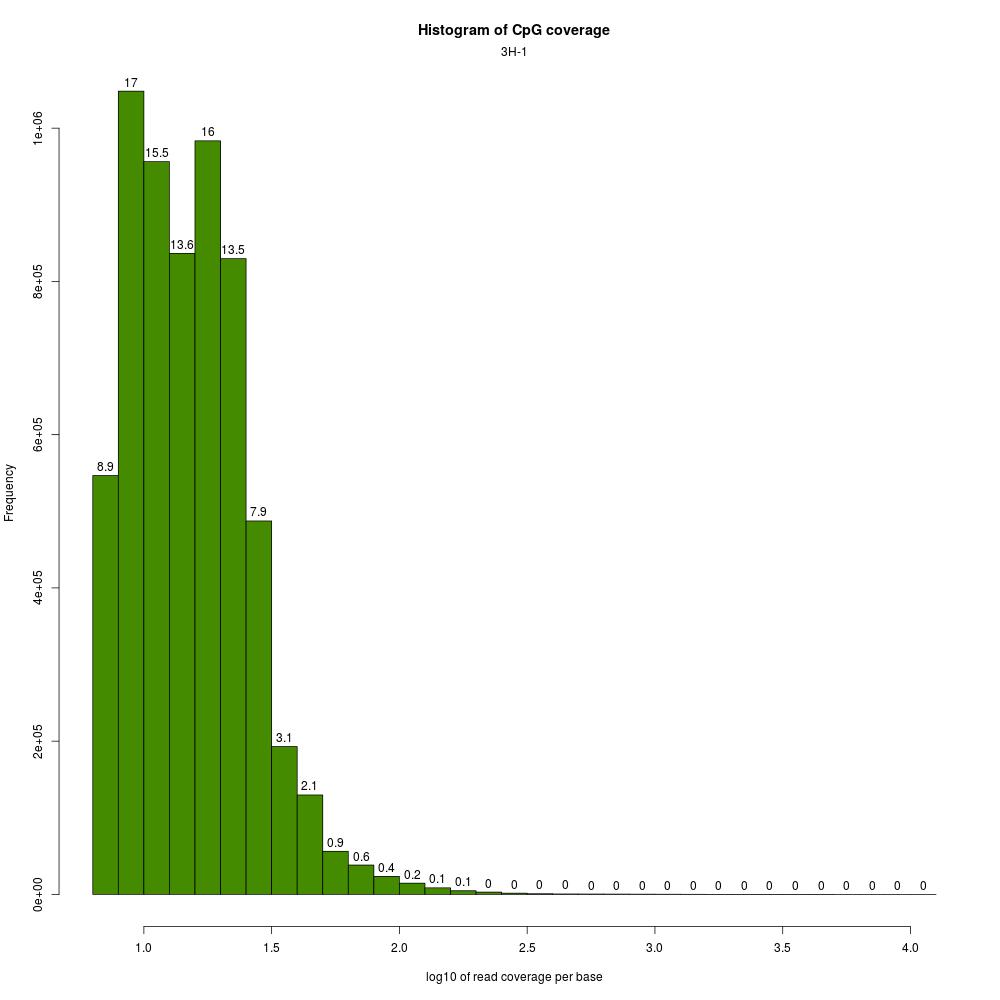 Histogram of CpG coverage
3H-1
17
15.5
13.6
16
13.5
8.9
7.9
3.1
2.1
0.9
0.6
0.4
0.2
0.1
0.1
0 0 0 0 0 0 0 0 0 0 0 0 0 0 0 0 0 0
Frequency
1e+06
8e+05
6e+05
4e+05
2e+05
0e+00
1.0 1.5 2.0 2.5 3.0 3.5 4.0
log10 of read coverage per base